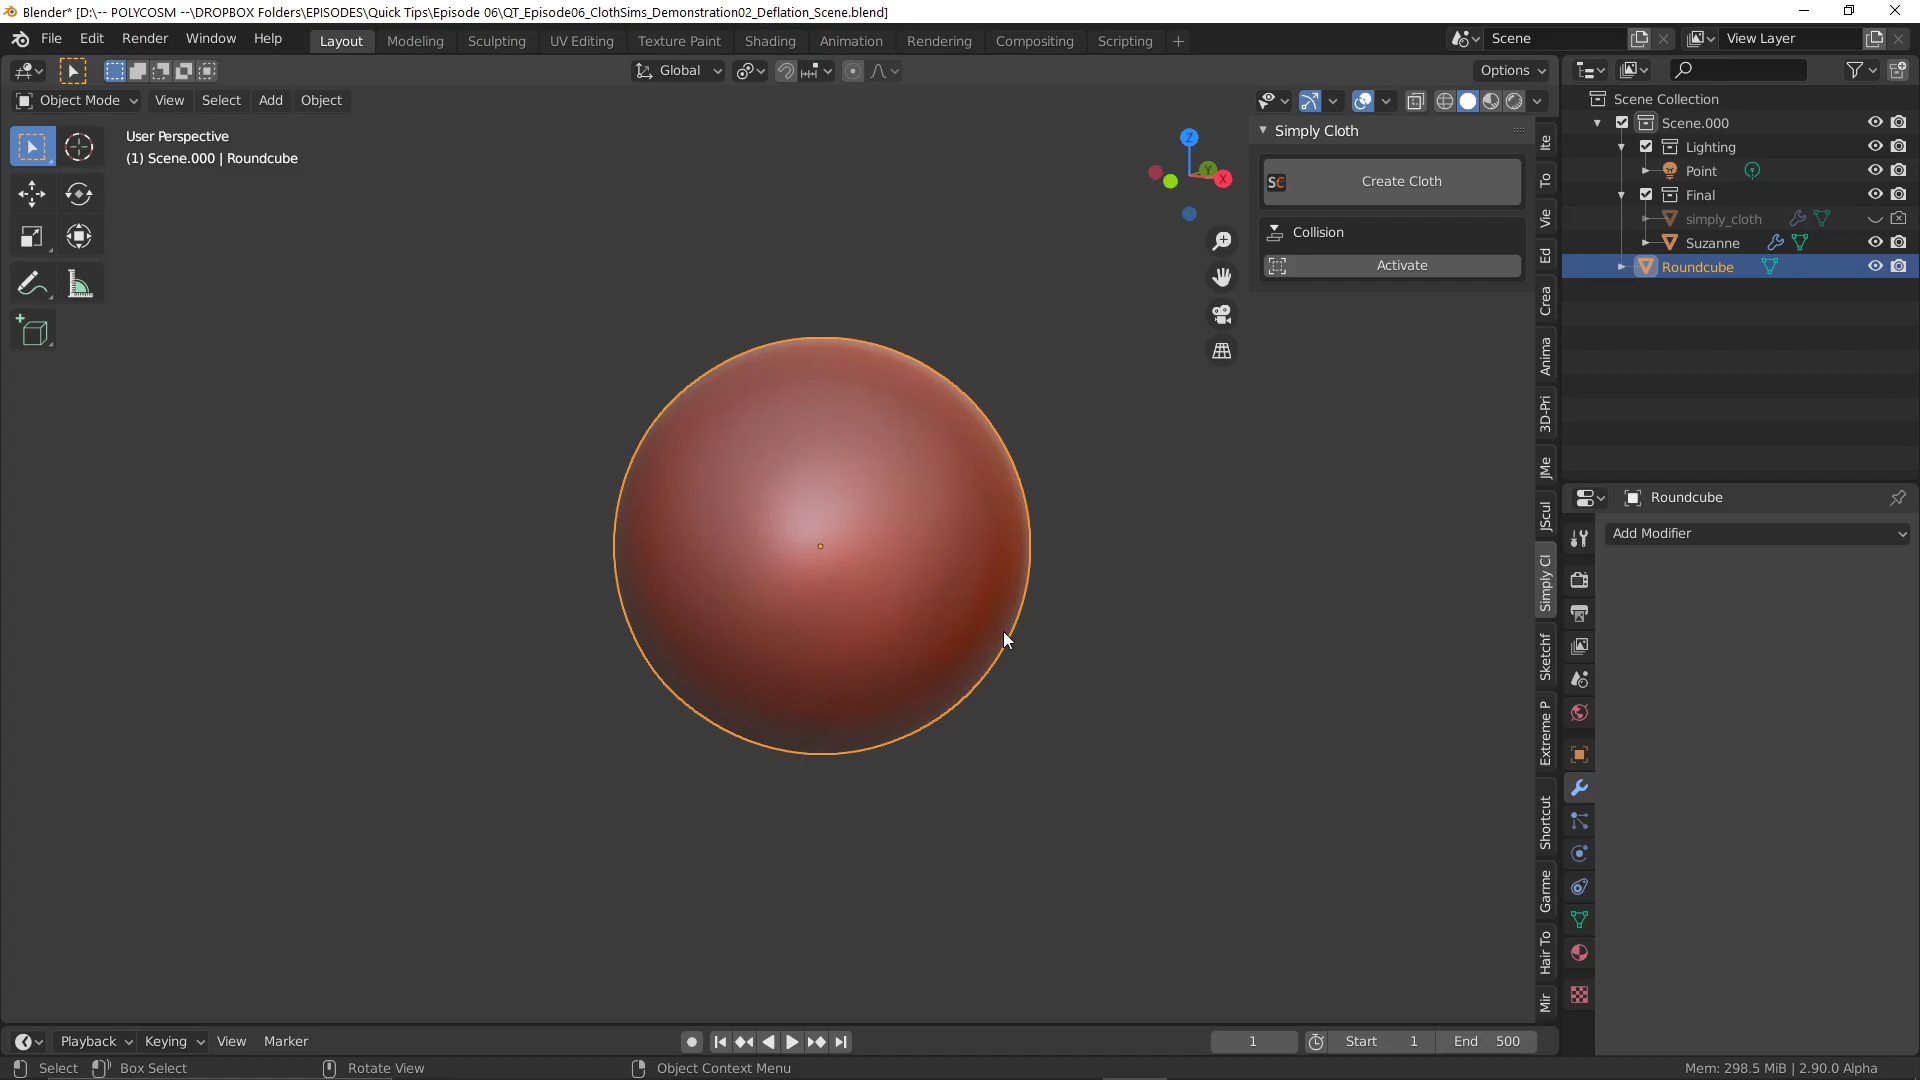 Blender* [D:\-- POLYCOSM --\DROPBOX Folders\EPISODES\Quick Tips\Episode 06\QT_Episode06_ClothSims_Demonstration02_Deflation_Scene.blend]
File Edit Render Window Help Layout Modeling Sculpting UV Editing Texture Paint Shading Animation Rendering Compositing Scripting + Scene View Layer
Global Options
Object Mode View Select Add Object
User Perspective
(1) Scene.000 | Roundcube
Z
Y
X
Simply Cloth
SC Create Cloth
Collision
Activate
Ite
To
Vie
Ed
Crea
Anima
3D-Pri
JMe
JScul
Simply Cl
Sketchf
Extreme P
Shortcut
Garme
Hair To
Mir
Scene Collection
Scene.000
Lighting
Point
Final
simply_cloth
Suzanne
Roundcube
Roundcube
Add Modifier
Playback Keying View Marker 1 Start 1 End 500
Select Box Select Rotate View Object Context Menu Mem: 298.5 MiB | 2.90.0 Alpha